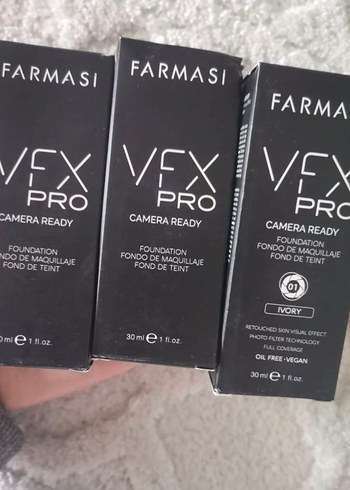 FARMASI
VFX
PRO
CAMERA READY
FOUNDATION
FONDO DE MAQUILLAJE
FOND DE TEINT
ml e 1 fl. oz.
FARMASI
VFX
PRO
CAMERA READY
FOUNDATION
FONDO DE MAQUILLAJE
FOND DE TEINT
30 ml e 1 fl. oz.
FARMASI
VFX
PRO
CAMERA READY
FOUNDATION
FONDO DE MAQUILLAJE
FOND DE TEINT
01
IVORY
RETOUCHED SKIN VISUAL EFFECT
PHOTO FILTER TECHNOLOGY
FULL COVERAGE
OIL FREE • VEGAN
30 ml e 1 fl. oz.